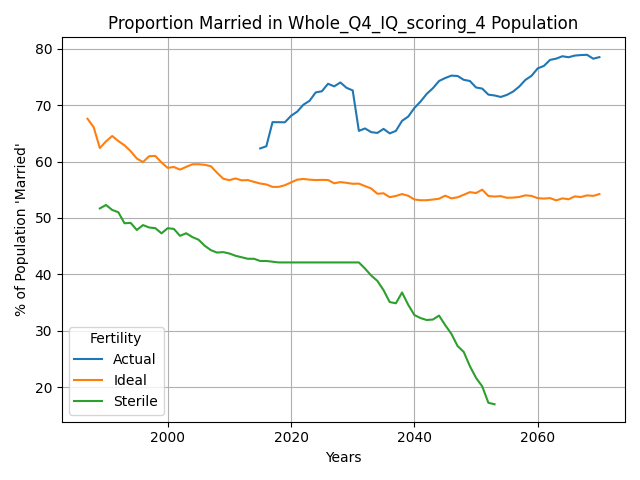 Proportion Married in Whole_Q4_IQ_scoring_4 Population
% of Population 'Married'
80
70
60
50
40
30
20
Fertility
Actual
Ideal
Sterile
2000
2020
2040
2060
Years